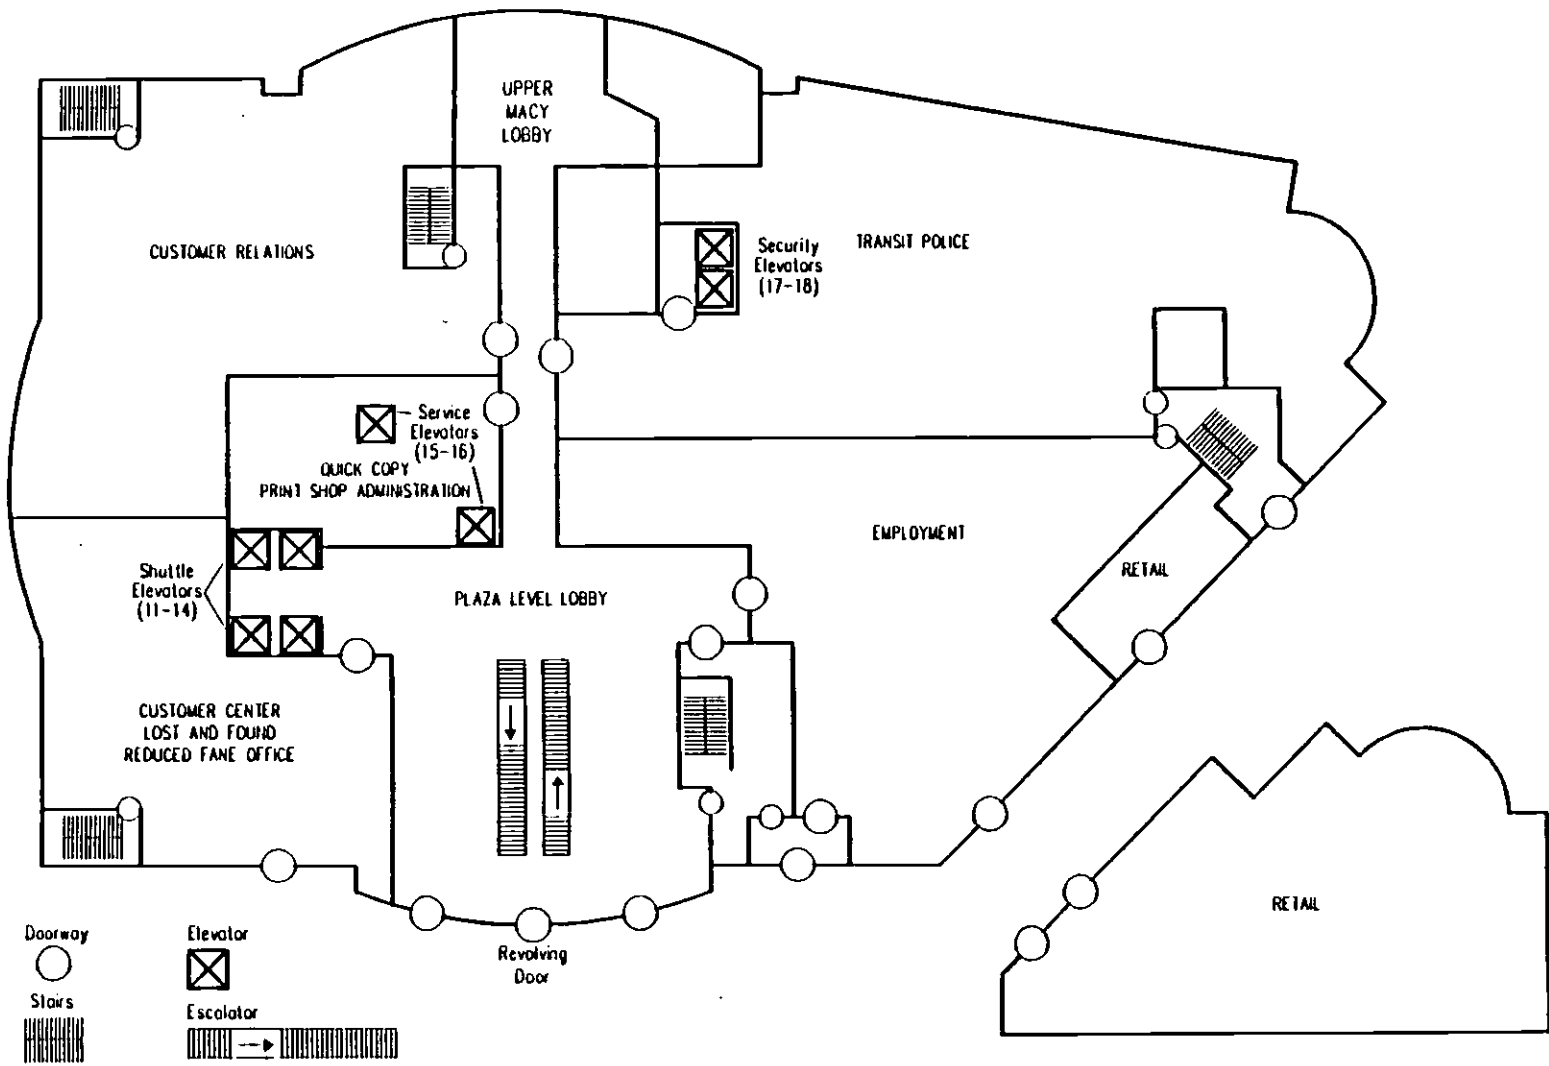 UPPER
MACY
LOBBY
CUSTOMER RELATIONS
Security
Elevators
(17-18)
TRANSIT POLICE
Service
Elevators
(15-16)
QUICK COPY
PRINT SHOP ADMINISTRATION
EMPLOYMENT
RETAIL
Shuttle
Elevators
(11-14)
PLAZA LEVEL LOBBY
CUSTOMER CENTER
LOST AND FOUND
REDUCED FANE OFFICE
RETAIL
Revolving
Door
Doorway
Elevator
Stairs
Escalator